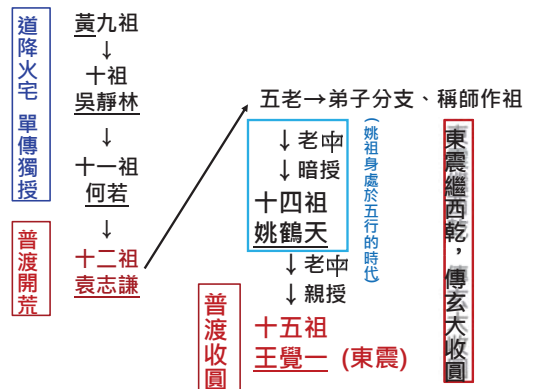 道降火宅 單傳獨授
黃九祖
↓
十祖
吳靜林
↓
十一祖
何若
↓
普渡開荒
十二祖
袁志謙
五老→弟子分支、稱師作祖
↓老𰀁
↓暗授
十四祖
姚鶴天
(姚祖身處於五行的時代)
↓老𰀁
↓親授
普渡收圓
十五祖
王覺一 (東震)
東震繼西乾，傳玄大收圓